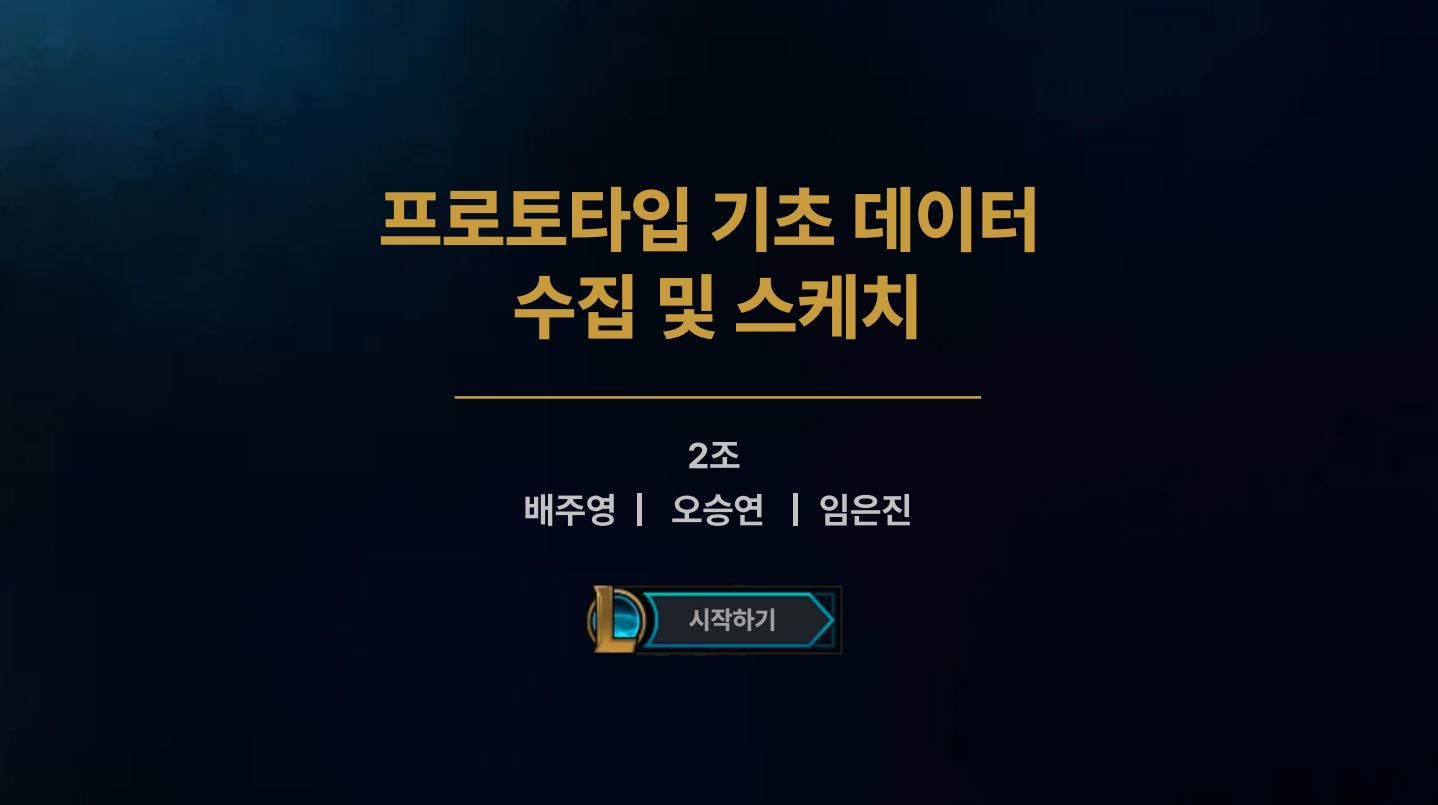 프로토타입 기초 데이터
수집 및 스케치
2조
배주영 | 오승연 | 임은진
시작하기